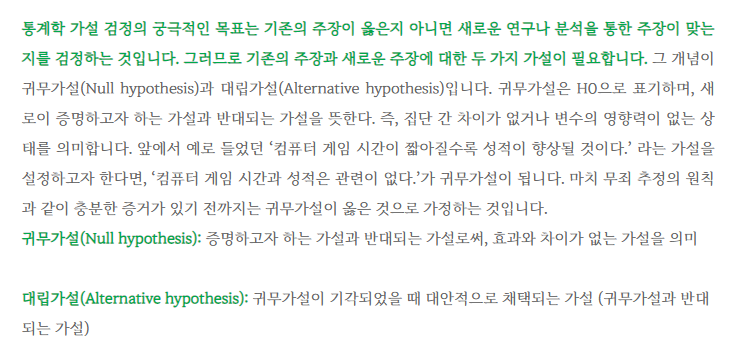 통계학 가설 검정의 궁극적인 목표는 기존의 주장이 옳은지 아니면 새로운 연구나 분석을 통한 주장이 맞는
지를 검정하는 것입니다. 그러므로 기존의 주장과 새로운 주장에 대한 두 가지 가설이 필요합니다. 그 개념이
귀무가설(Null hypothesis)과 대립가설(Alternative hypothesis)입니다. 귀무가설은 H0으로 표기하며, 새
로이 증명하고자 하는 가설과 반대되는 가설을 뜻한다. 즉, 집단 간 차이가 없거나 변수의 영향력이 없는 상
태를 의미합니다. 앞에서 예로 들었던 ‘컴퓨터 게임 시간이 짧아질수록 성적이 향상될 것이다.’ 라는 가설을
설정하고자 한다면, ‘컴퓨터 게임 시간과 성적은 관련이 없다.’가 귀무가설이 됩니다. 마치 무죄 추정의 원칙
과 같이 충분한 증거가 있기 전까지는 귀무가설이 옳은 것으로 가정하는 것입니다.
귀무가설(Null hypothesis): 증명하고자 하는 가설과 반대되는 가설로써, 효과와 차이가 없는 가설을 의미
대립가설(Alternative hypothesis): 귀무가설이 기각되었을 때 대안적으로 채택되는 가설 (귀무가설과 반대
되는 가설)